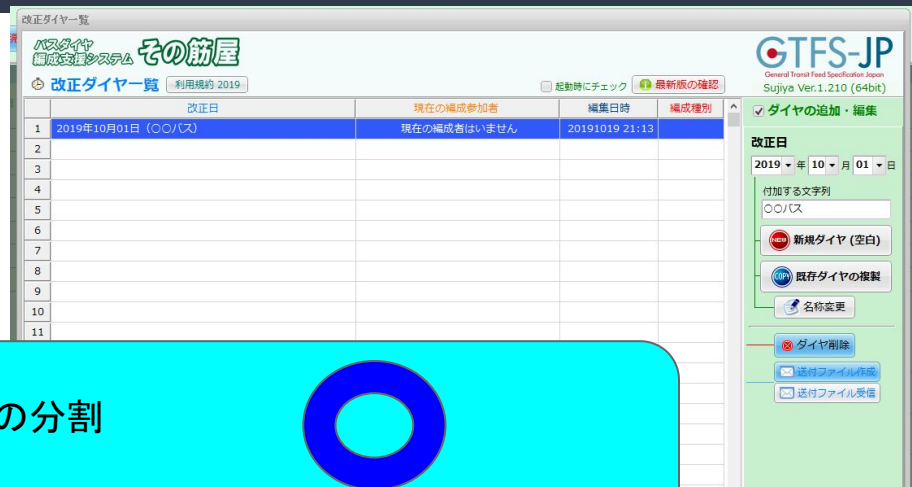 改正ダイヤ一覧
バスダイヤ
編成支援システム その筋屋
改正ダイヤ一覧 利用規約 2019
起動時にチェック 最新版の確認
GTFS-JP
General Transit Feed Specification Japan
Sujiya Ver.1.210 (64bit)
改正日 現在の編成参加者 編集日時 編成種別
1 2019年10月01日（○○バス） 現在の編成者はいません 20191019 21:13
2
3
4
5
6
7
8
9
10
11
ダイヤの追加・編集
改正日
2019 年 10 月 01 日
付加する文字列
○○バス
NEW 新規ダイヤ (空白)
COPY 既存ダイヤの複製
名称変更
ダイヤ削除
送付ファイル作成
送付ファイル受信
の分割